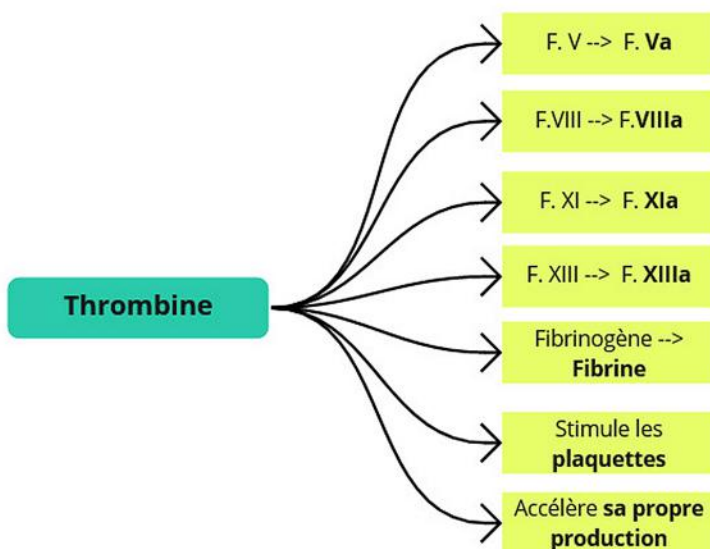 F. V --> F. Va
F.VIII --> F.VIIIa
F. XI --> F. XIa
F. XIII --> F. XIIIa
Thrombine
Fibrinogène -->
Fibrine
Stimule les
plaquettes
Accélère sa propre
production